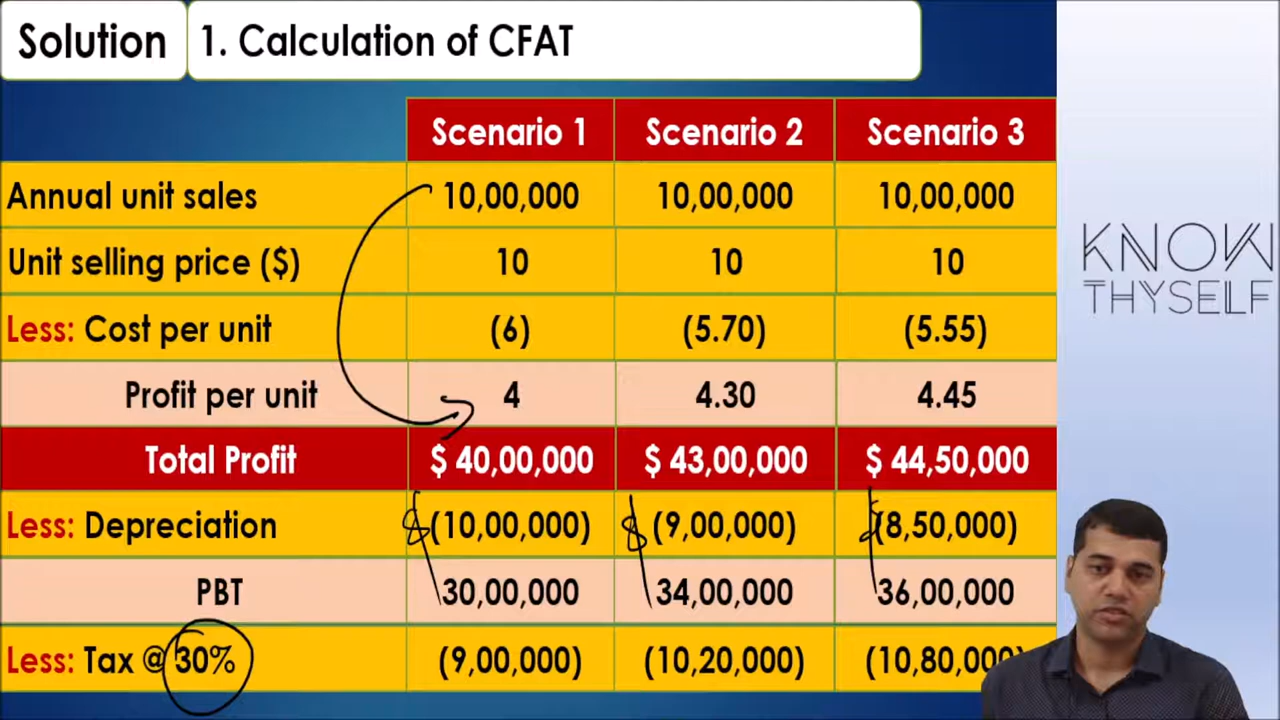 Solution 1. Calculation of CFAT
Scenario 1 Scenario 2 Scenario 3
Annual unit sales 10,00,000 10,00,000 10,00,000
Unit selling price ($) 10 10 10
Less: Cost per unit (6) (5.70) (5.55)
Profit per unit 4 4.30 4.45
Total Profit $ 40,00,000 $ 43,00,000 $ 44,50,000
Less: Depreciation $ (10,00,000) $ (9,00,000) $ (8,50,000)
PBT 30,00,000 34,00,000 36,00,000
Less: Tax @ 30% (9,00,000) (10,20,000) (10,80,000)
KNOW
THYSELF